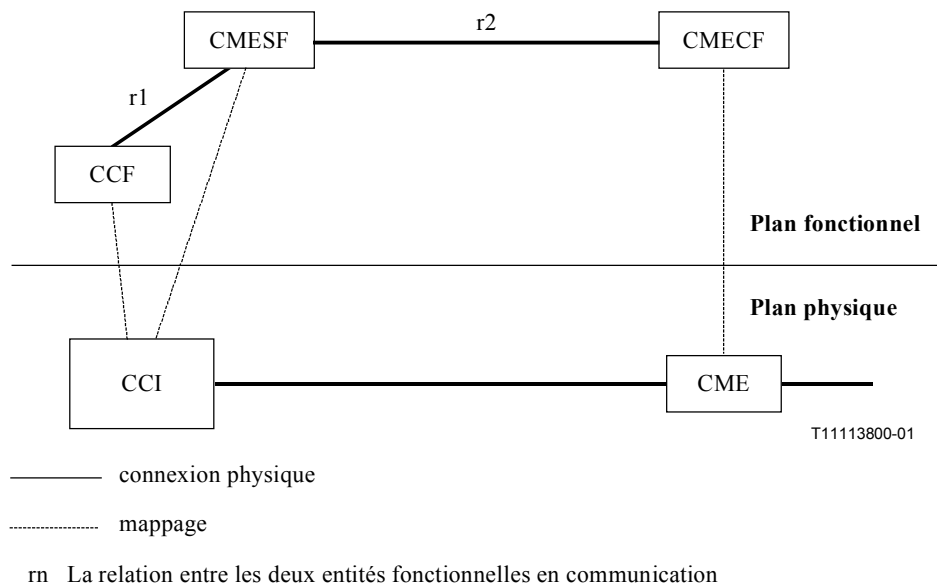 r2
CMESF
CMECF
r1
CCF
Plan fonctionnel
Plan physique
CCI
CME
T11113800-01
connexion physique
mappage
rn La relation entre les deux entités fonctionnelles en communication